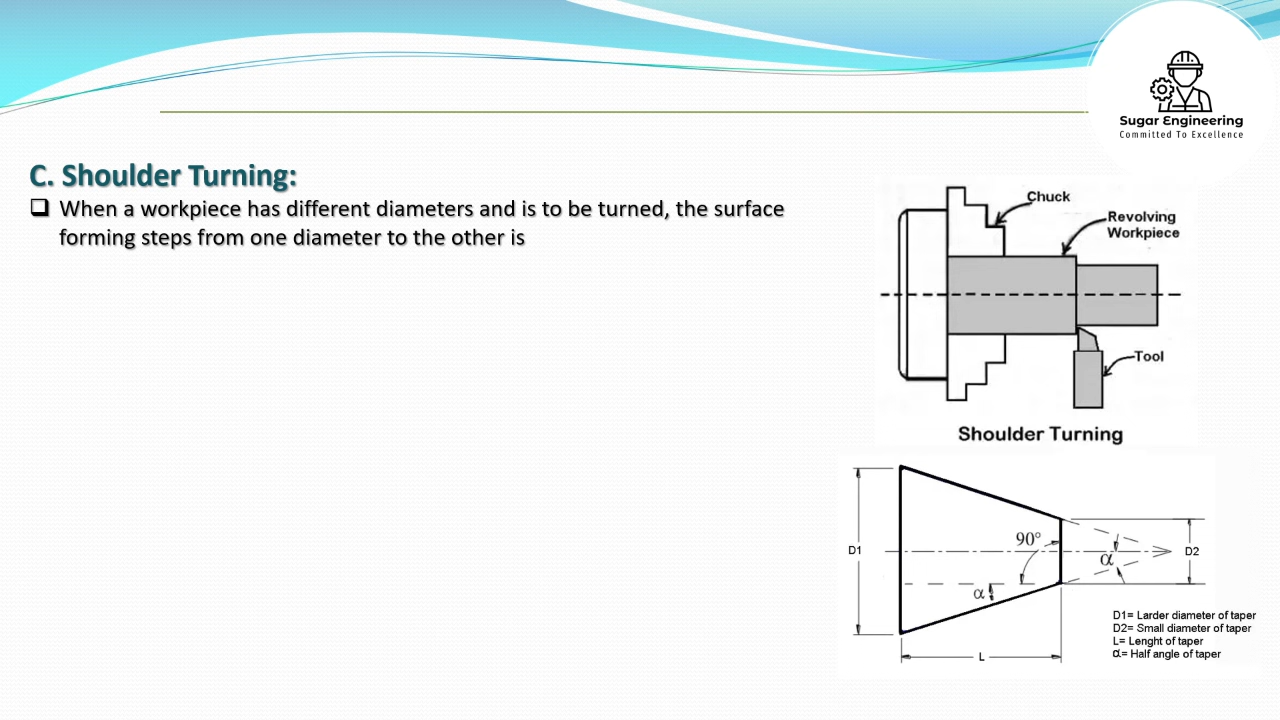 Sugar Engineering
Committed To Excellence
C. Shoulder Turning:
When a workpiece has different diameters and is to be turned, the surface
forming steps from one diameter to the other is
Chuck
Revolving
Workpiece
Tool
Shoulder Turning
D1
90°
α
α
D2
L
D1= Larder diameter of taper
D2= Small diameter of taper
L= Lenght of taper
α= Half angle of taper